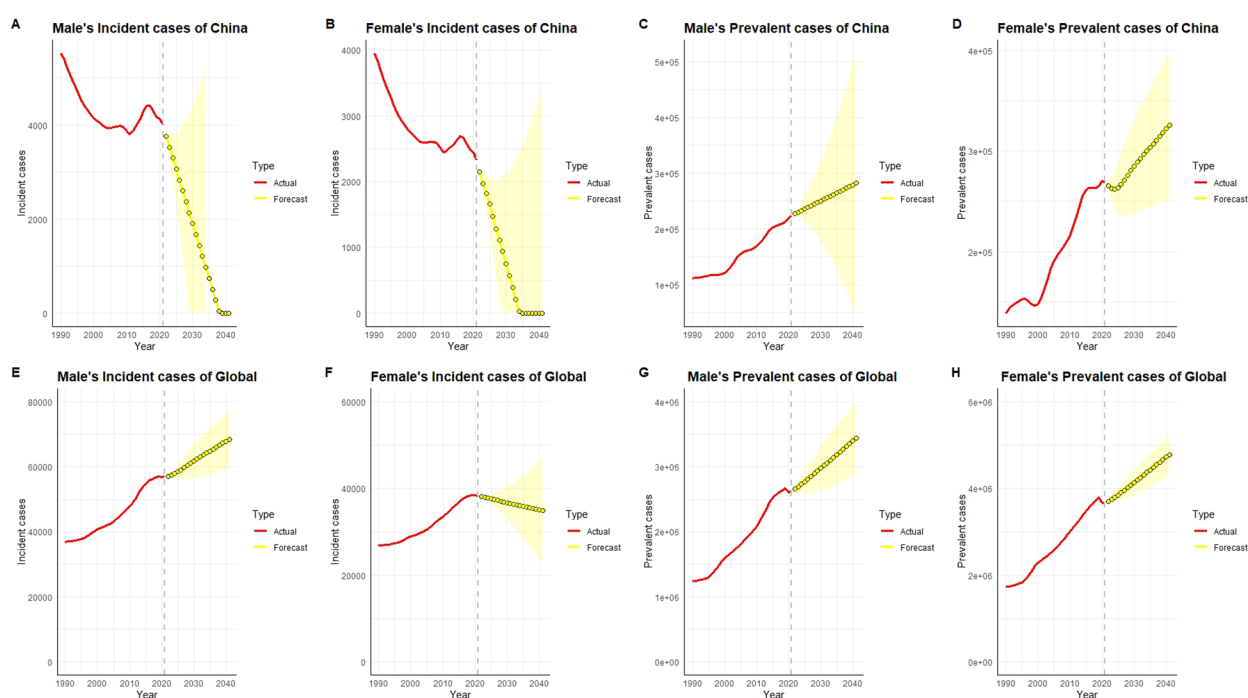 A
Male's Incident cases of China
Incident cases
4000
2000
0
1990 2000 2010 2020 2030 2040
Year
Type
Actual
Forecast
B
Female's Incident cases of China
Incident cases
4000
3000
2000
1000
0
1990 2000 2010 2020 2030 2040
Year
Type
Actual
Forecast
C
Male's Prevalent cases of China
Prevalent cases
5e+05
4e+05
3e+05
2e+05
1e+05
1990 2000 2010 2020 2030 2040
Year
Type
Actual
Forecast
D
Female's Prevalent cases of China
Prevalent cases
4e+05
3e+05
2e+05
1990 2000 2010 2020 2030 2040
Year
Type
Actual
Forecast
E
Male's Incident cases of Global
Incident cases
80000
60000
40000
20000
0
1990 2000 2010 2020 2030 2040
Year
Type
Actual
Forecast
F
Female's Incident cases of Global
Incident cases
60000
40000
20000
0
1990 2000 2010 2020 2030 2040
Year
Type
Actual
Forecast
G
Male's Prevalent cases of Global
Prevalent cases
4e+06
3e+06
2e+06
1e+06
0e+00
1990 2000 2010 2020 2030 2040
Year
Type
Actual
Forecast
H
Female's Prevalent cases of Global
Prevalent cases
6e+06
4e+06
2e+06
0e+00
1990 2000 2010 2020 2030 2040
Year
Type
Actual
Forecast